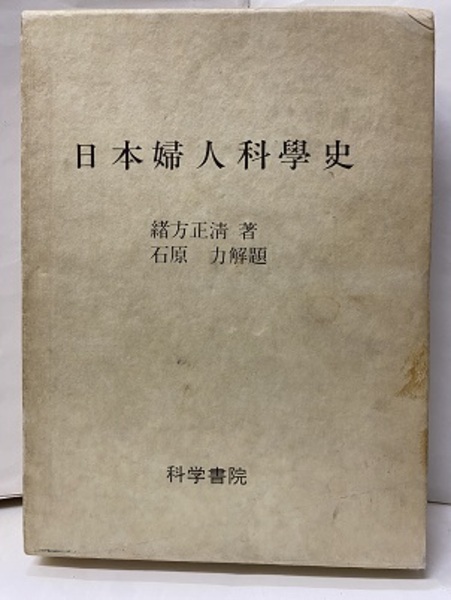 日本婦人科學史
緒方正清 著
石原 力解題
科学書院